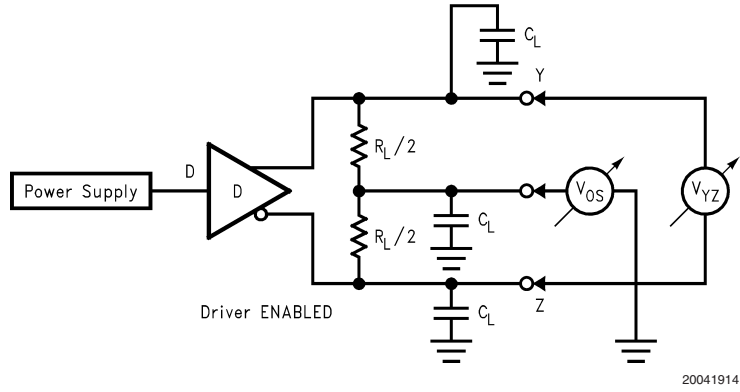 C_L
Y
D
R_L/2
Power Supply
D
V_OS
V_YZ
C_L
R_L/2
Driver ENABLED
C_L
Z
20041914